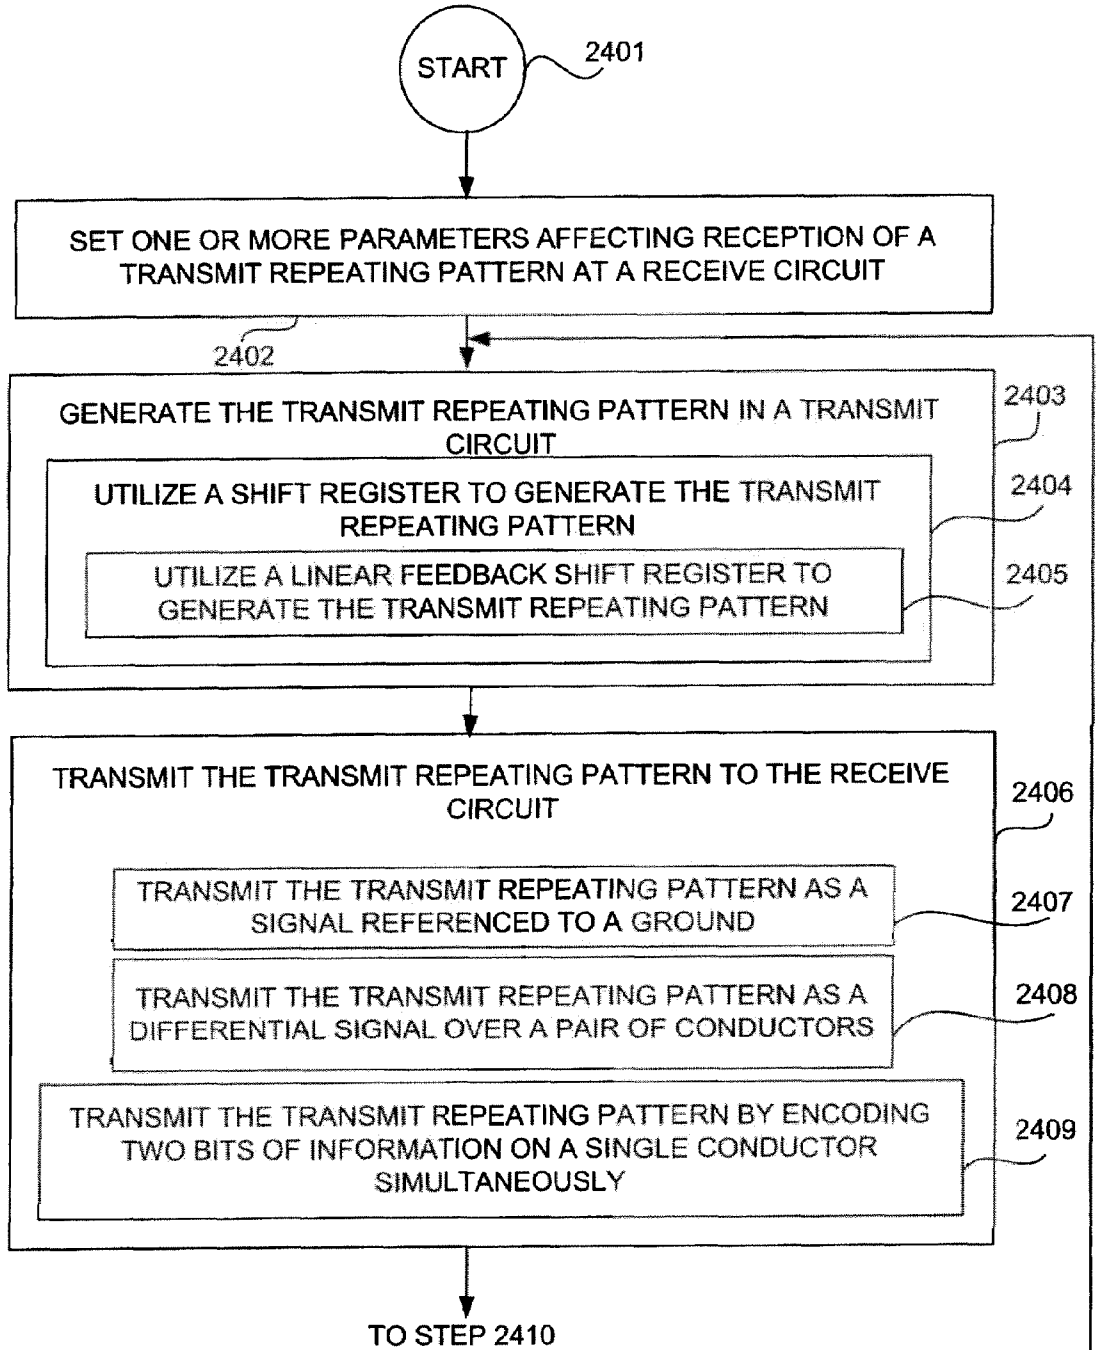 START
2401
SET ONE OR MORE PARAMETERS AFFECTING RECEPTION OF A
TRANSMIT REPEATING PATTERN AT A RECEIVE CIRCUIT
2402
GENERATE THE TRANSMIT REPEATING PATTERN IN A TRANSMIT
CIRCUIT
2403
UTILIZE A SHIFT REGISTER TO GENERATE THE TRANSMIT
REPEATING PATTERN
2404
UTILIZE A LINEAR FEEDBACK SHIFT REGISTER TO
GENERATE THE TRANSMIT REPEATING PATTERN
2405
TRANSMIT THE TRANSMIT REPEATING PATTERN TO THE RECEIVE
CIRCUIT
2406
TRANSMIT THE TRANSMIT REPEATING PATTERN AS A
SIGNAL REFERENCED TO A GROUND
2407
TRANSMIT THE TRANSMIT REPEATING PATTERN AS A
DIFFERENTIAL SIGNAL OVER A PAIR OF CONDUCTORS
2408
TRANSMIT THE TRANSMIT REPEATING PATTERN BY ENCODING
TWO BITS OF INFORMATION ON A SINGLE CONDUCTOR
SIMULTANEOUSLY
2409
TO STEP 2410